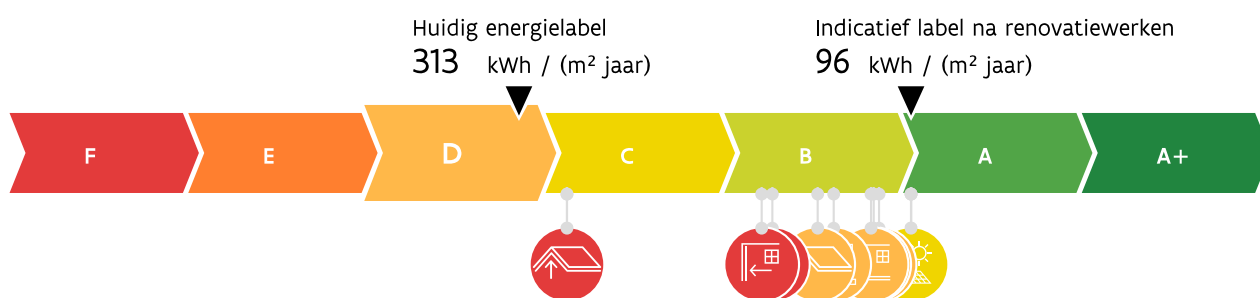 Huidig energielabel
313 kWh / (m² jaar)
Indicatief label na renovatiewerken
96 kWh / (m² jaar)
F E D C B A A+